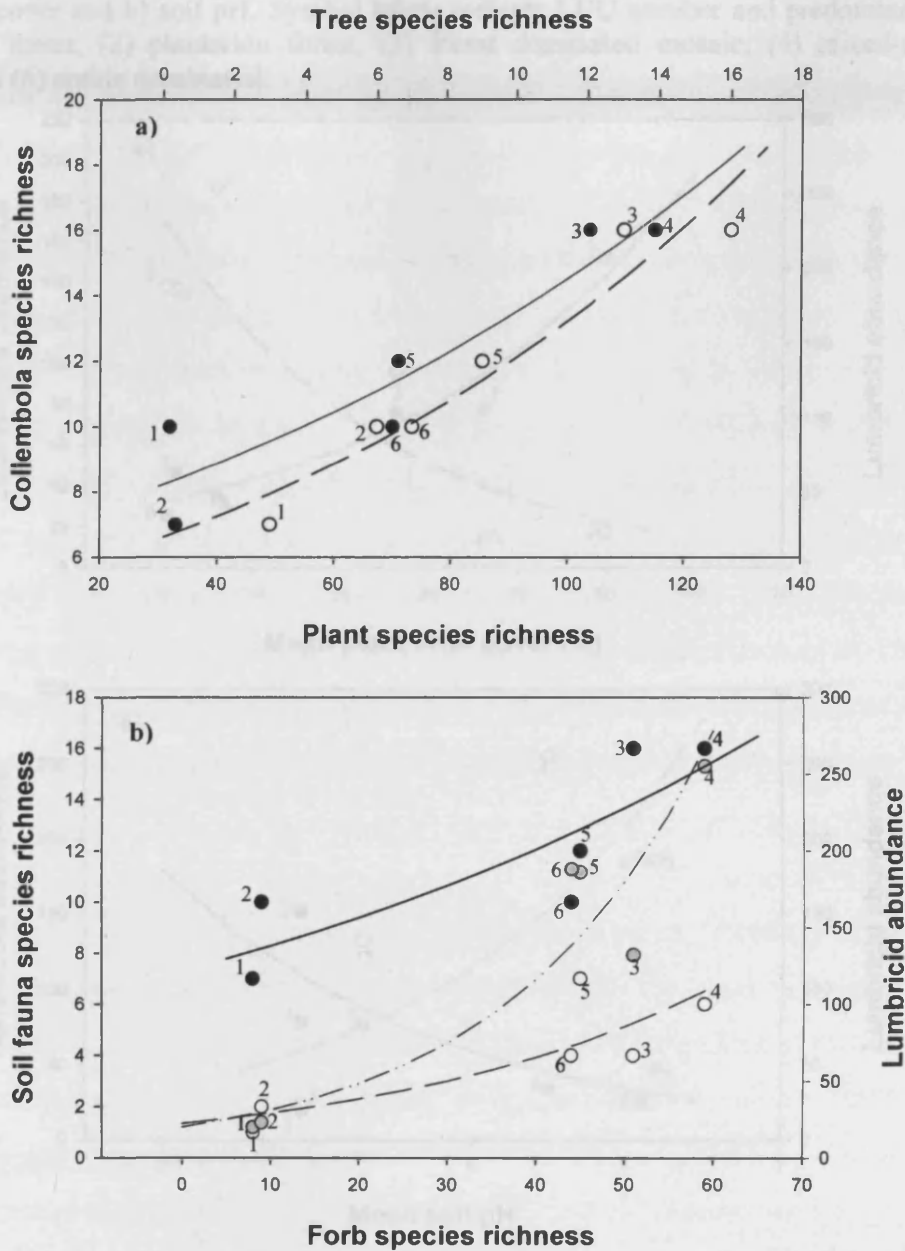 Tree species richness
0 2 4 6 8 10 12 14 16 18
a)
20
18
16
14
12
10
8
6
Collembola species richness
3 3 4 4
5 5
1 2 6 6
2 1
20 40 60 80 100 120 140
Plant species richness
b)
18
16
14
12
10
8
6
4
2
0
Soil fauna species richness
300
250
200
150
100
50
0
Lumbricid abundance
3 4
4
5
6 5
2 6
1 3
5 4
6 3
2
1 2
1
0 10 20 30 40 50 60 70
Forb species richness